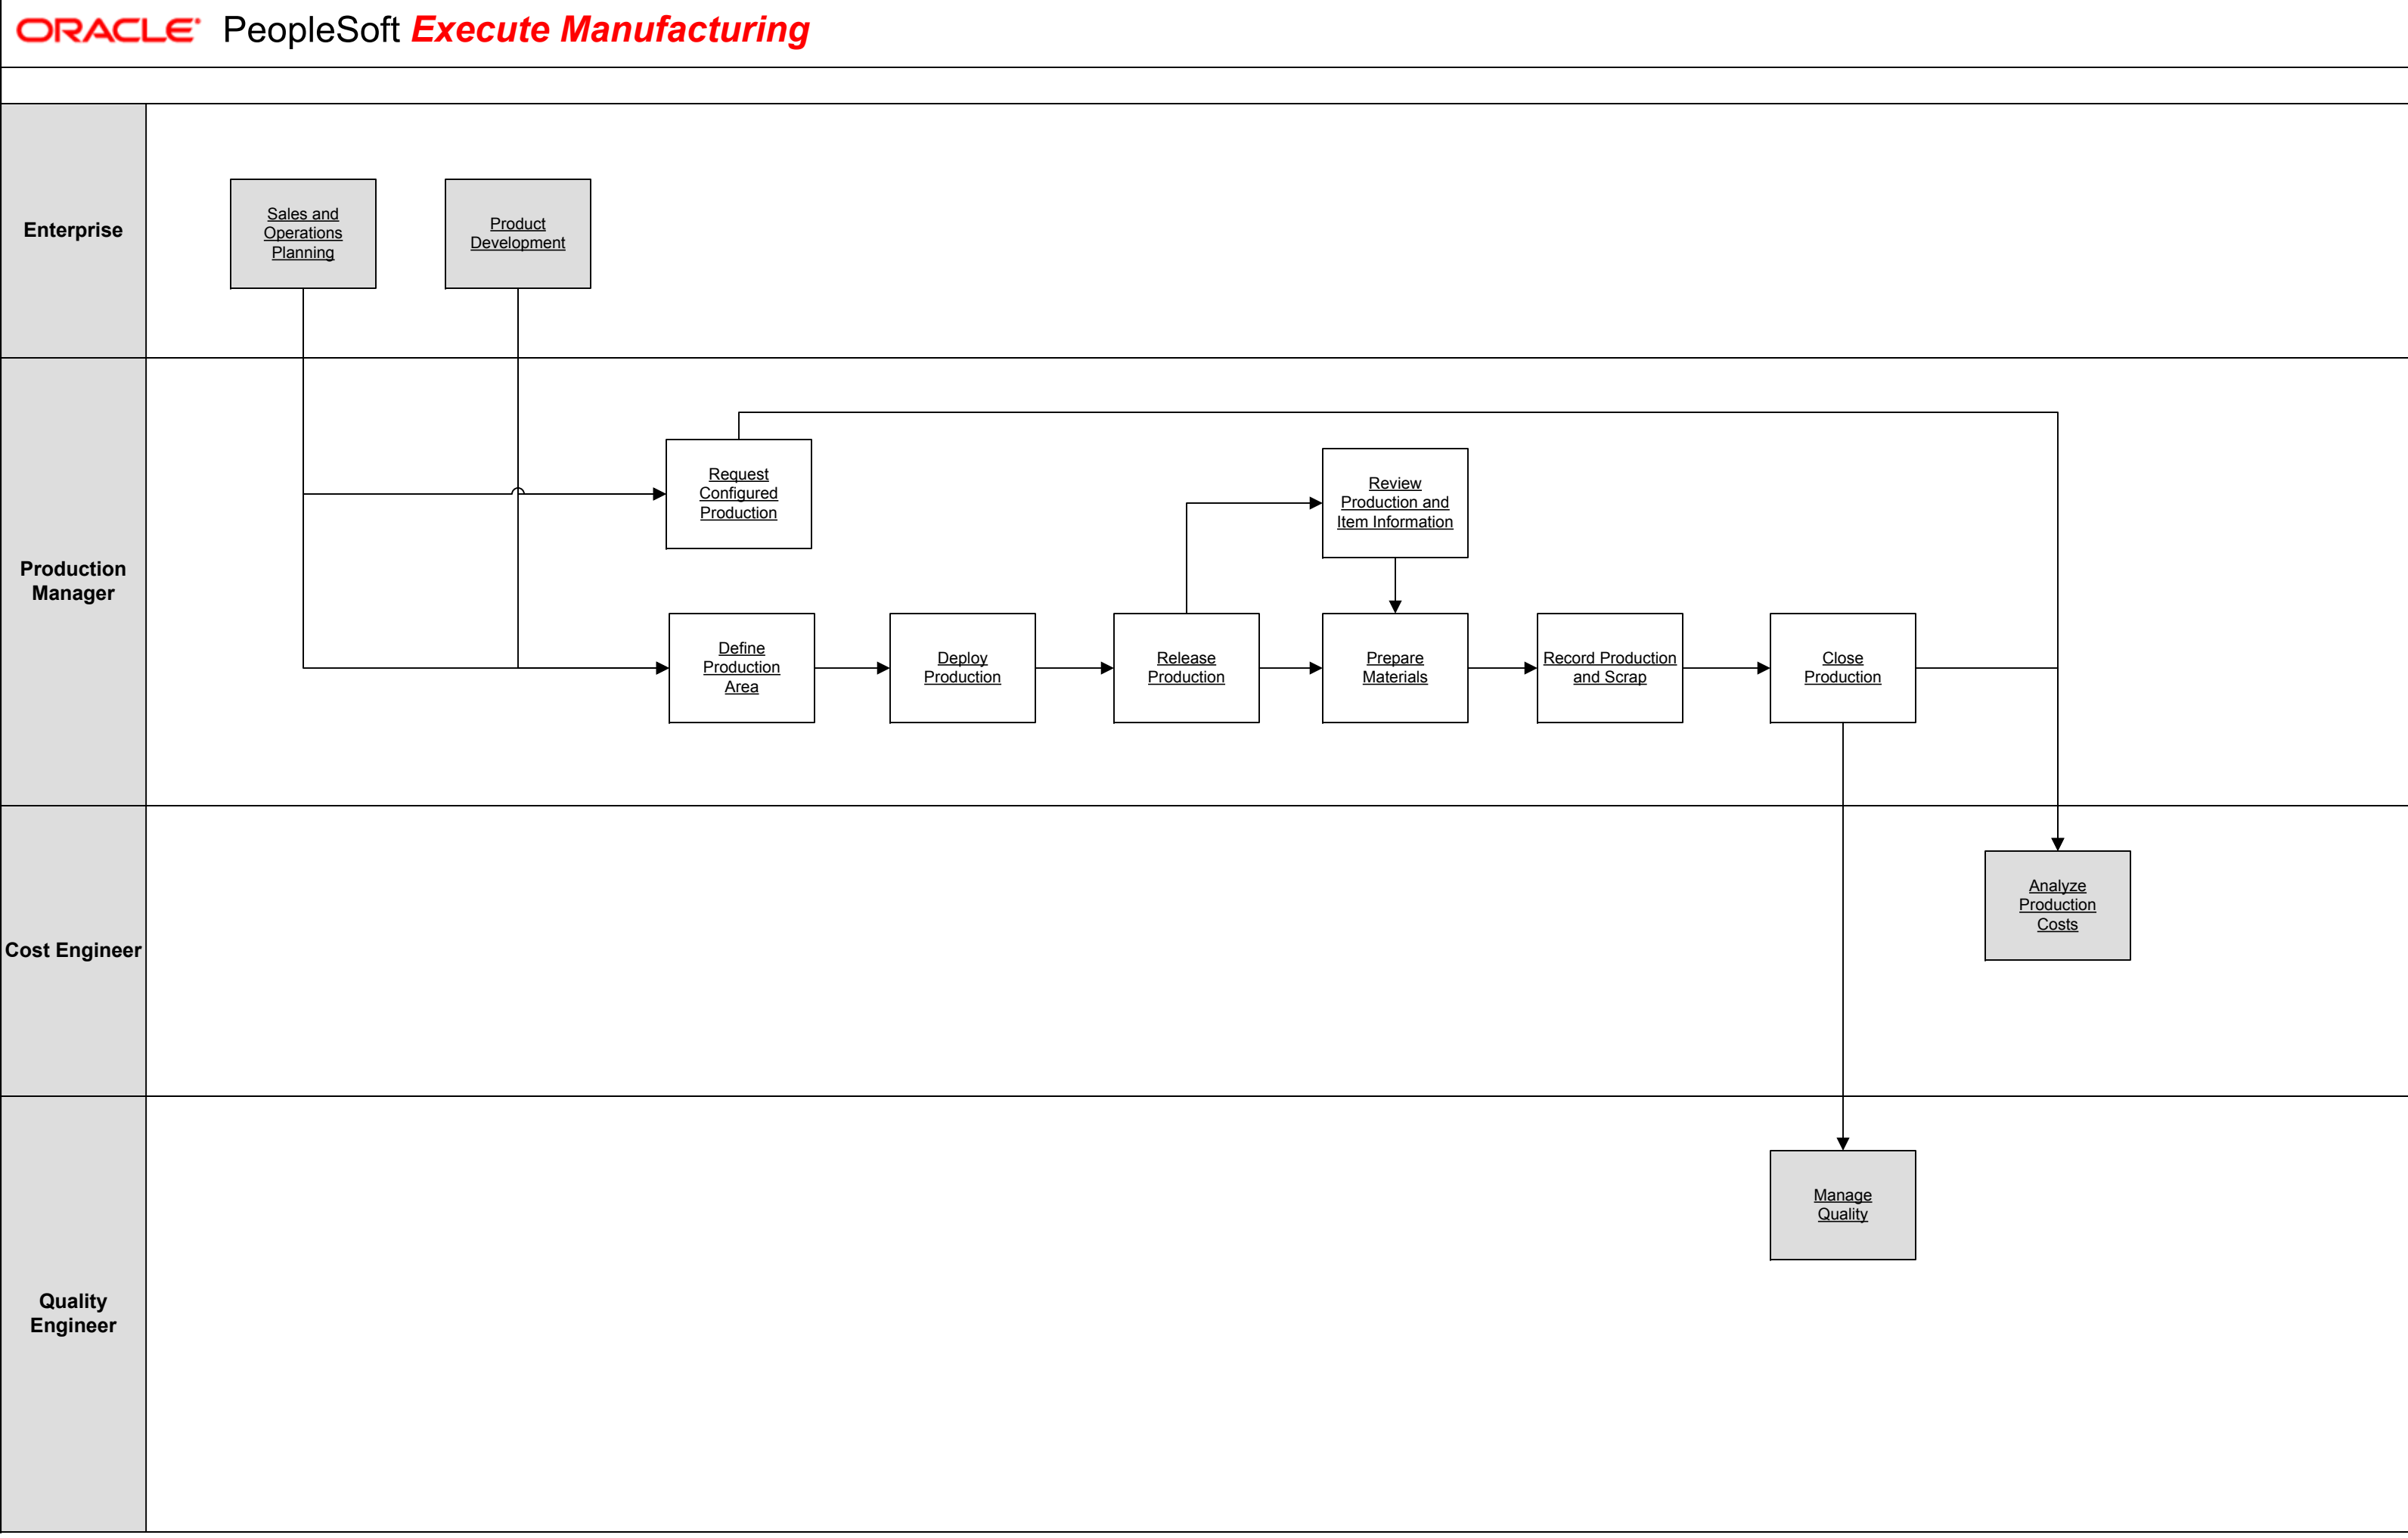 ORACLE PeopleSoft Execute Manufacturing
Enterprise
Sales and
Operations
Planning
Product
Development
Production
Manager
Request
Configured
Production
Review
Production and
Item Information
Define
Production
Area
Deploy
Production
Release
Production
Prepare
Materials
Record Production
and Scrap
Close
Production
Cost Engineer
Analyze
Production
Costs
Quality
Engineer
Manage
Quality